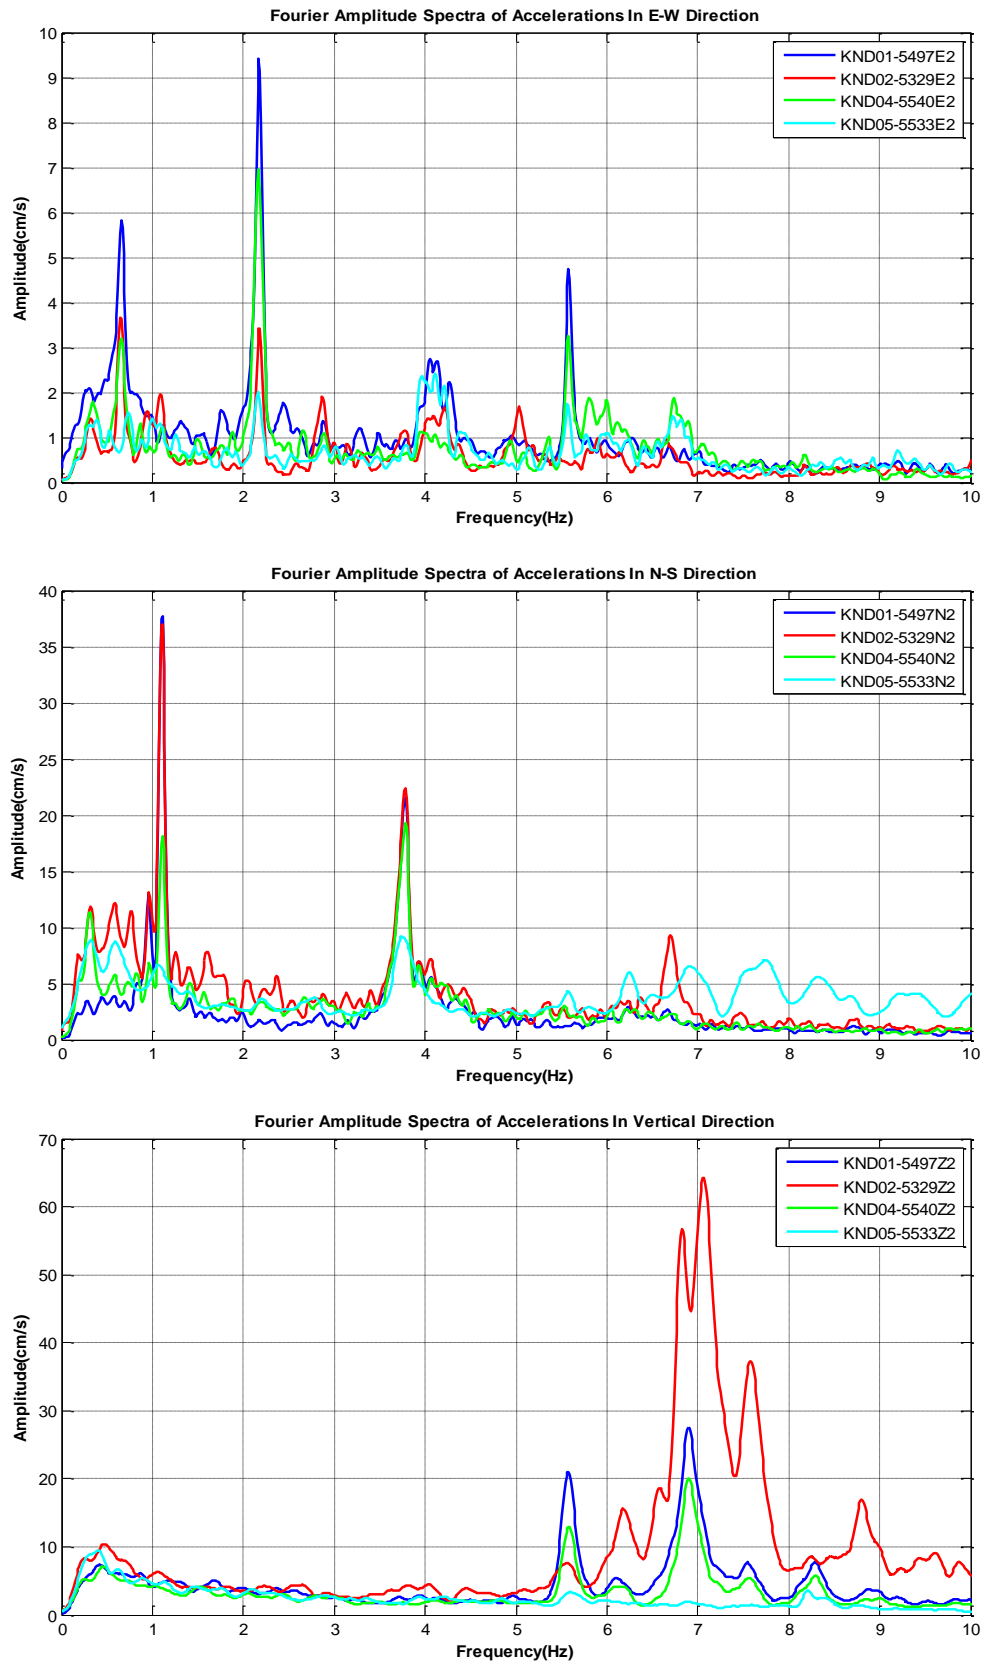 Fourier Amplitude Spectra of Accelerations In E-W Direction
10
9
8
7
6
5
4
3
2
1
0
Amplitude(cm/s)
KND01-5497E2
KND02-5329E2
KND04-5540E2
KND05-5533E2
0 1 2 3 4 5 6 7 8 9 10
Frequency(Hz)
Fourier Amplitude Spectra of Accelerations In N-S Direction
40
35
30
25
20
15
10
5
0
Amplitude(cm/s)
KND01-5497N2
KND02-5329N2
KND04-5540N2
KND05-5533N2
0 1 2 3 4 5 6 7 8 9 10
Frequency(Hz)
Fourier Amplitude Spectra of Accelerations In Vertical Direction
70
60
50
40
30
20
10
0
Amplitude(cm/s)
KND01-5497Z2
KND02-5329Z2
KND04-5540Z2
KND05-5533Z2
0 1 2 3 4 5 6 7 8 9 10
Frequency(Hz)